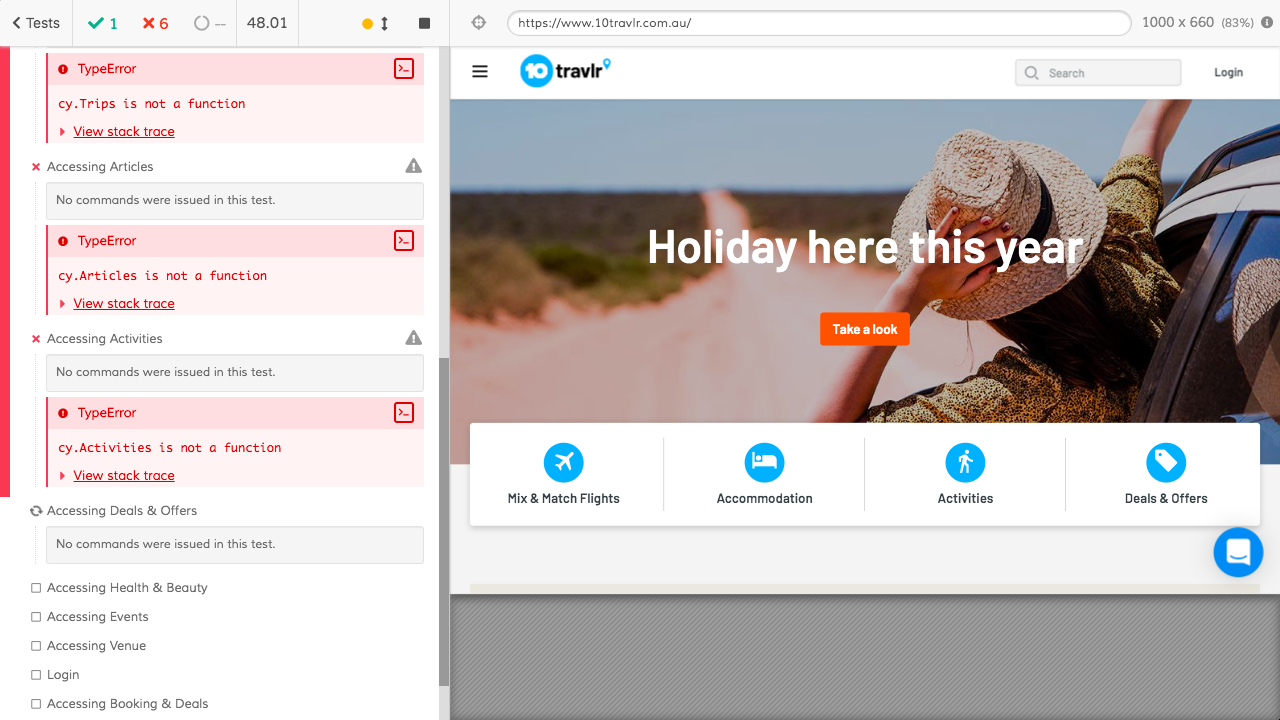 Tests
1
6
--
48.01
TypeError
cy.Trips is not a function
View stack trace
Accessing Articles
No commands were issued in this test.
TypeError
cy.Articles is not a function
View stack trace
Accessing Activities
No commands were issued in this test.
TypeError
cy.Activities is not a function
View stack trace
Accessing Deals & Offers
No commands were issued in this test.
Accessing Health & Beauty
Accessing Events
Accessing Venue
Login
Accessing Booking & Deals
https://www.10travlr.com.au/
1000 x 660 (83%)
10 travlr
Search
Login
Holiday here this year
Take a look
Mix & Match Flights
Accommodation
Activities
Deals & Offers